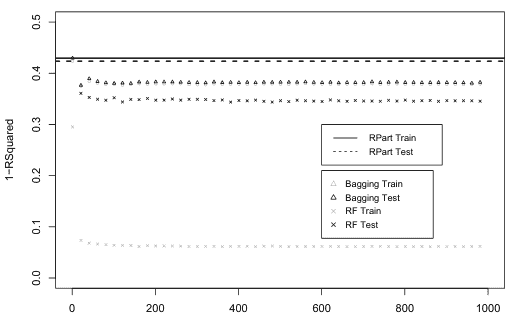 0.5
0.4
0.3
0.2
0.1
0.0
1−RSquared
RPart Train
RPart Test
Bagging Train
Bagging Test
RF Train
RF Test
0 200 400 600 800 1000